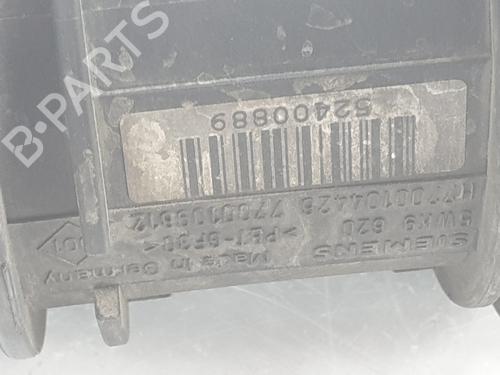 SIEMENS
5WK9 620
H7700104426 7700105812
>PBT-GF30<
Made in Germany
52400889
B-PARTS